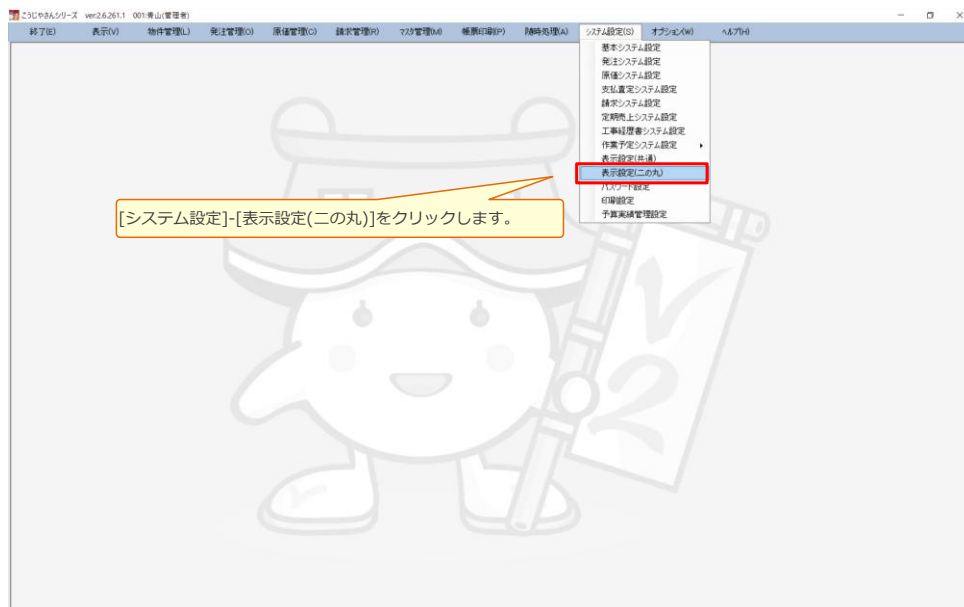 こうじやさんシリーズ ver.2.6.261.1 001:青山(管理者)
終了(E) 表示(V) 物件管理(L) 発注管理(O) 原価管理(C) 請求管理(R) マスタ管理(M) 帳票印刷(P) 随時処理(A) システム設定(S) オプション(W) ヘルプ(H)
基本システム設定
発注システム設定
原価システム設定
支払査定システム設定
請求システム設定
定期売上システム設定
工事経歴書システム設定
作業予定システム設定
表示設定(共通)
表示設定(二の丸)
パスワード設定
印刷設定
予算実績管理設定
[システム設定]-[表示設定(二の丸)]をクリックします。
V
2